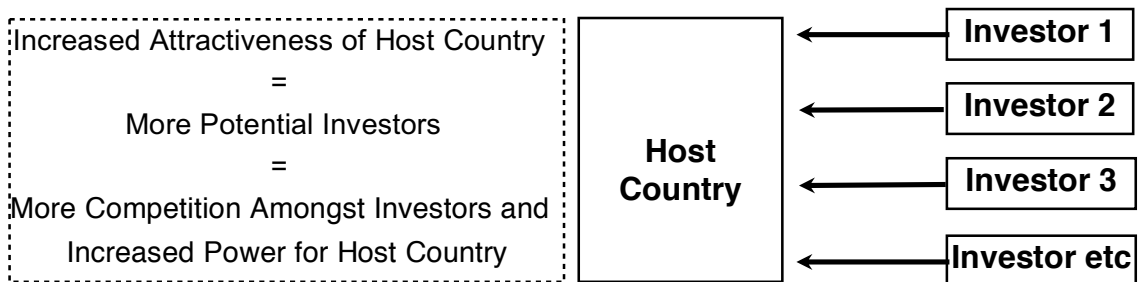 Increased Attractiveness of Host Country
=
More Potential Investors
=
More Competition Amongst Investors and
Increased Power for Host Country
Host
Country
Investor 1
Investor 2
Investor 3
Investor etc